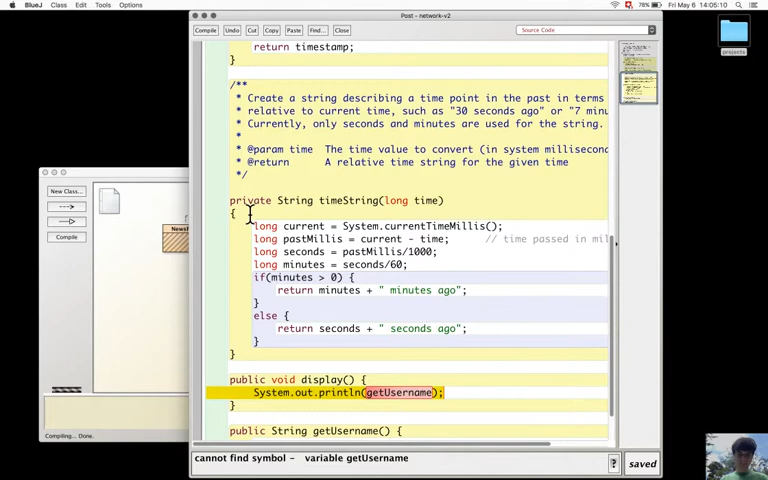 BlueJ Class Edit Tools Options
78% Fri May 6 14:05:10
Post - network-v2
Compile Undo Cut Copy Paste Find... Close Source Code
return timestamp;
}
/**
* Create a string describing a time point in the past in terms
* relative to current time, such as "30 seconds ago" or "7 minu
* Currently, only seconds and minutes are used for the string.
*
* @param time The time value to convert (in system millisecon
* @return A relative time string for the given time
*/
private String timeString(long time)
{
long current = System.currentTimeMillis();
long pastMillis = current - time; // time passed in mil
long seconds = pastMillis/1000;
long minutes = seconds/60;
if(minutes > 0) {
return minutes + " minutes ago";
}
else {
return seconds + " seconds ago";
}
}
public void display() {
System.out.println(getUsername);
}
public String getUsername() {
cannot find symbol - variable getUsername
? saved
New Class...
Compile
Compiling... Done.
projects